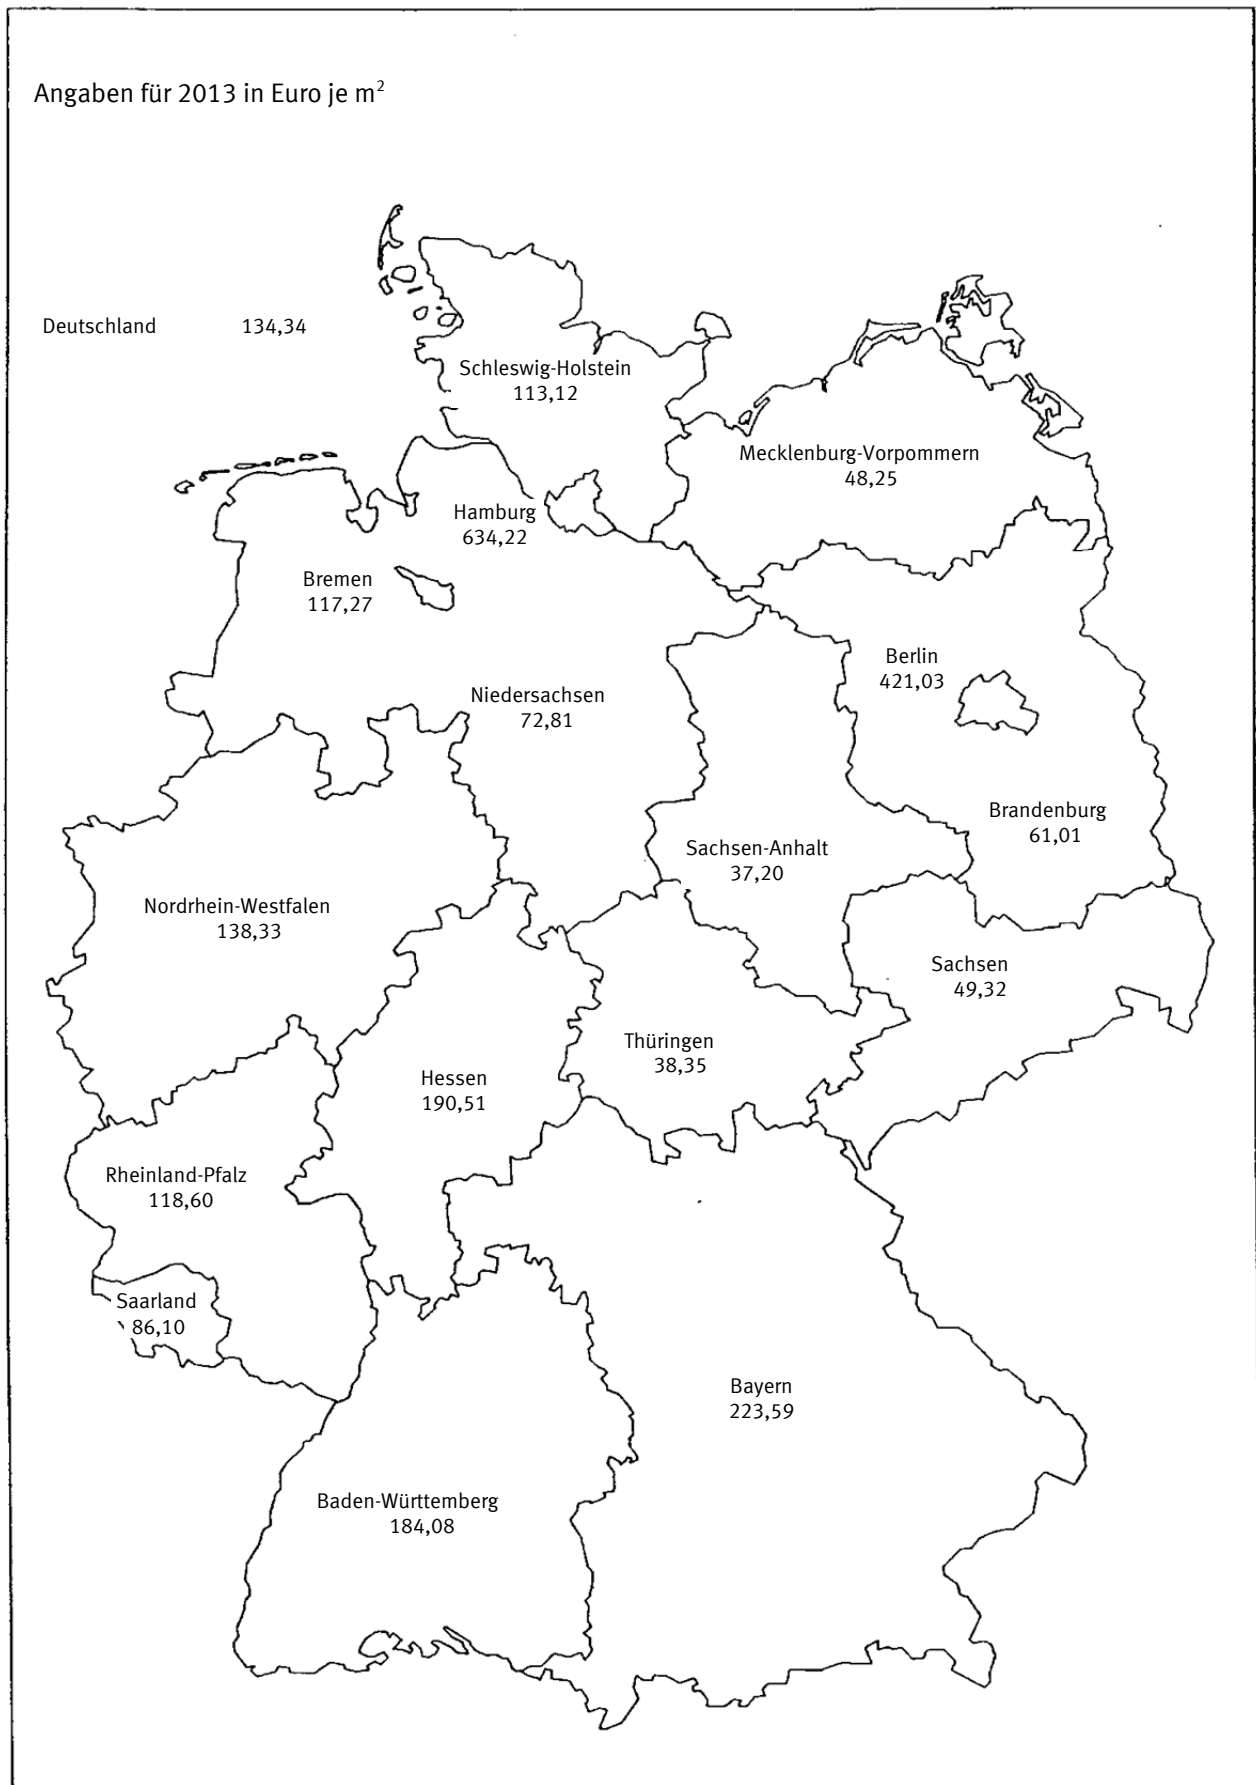 Angaben für 2013 in Euro je m²
Deutschland 134,34
Schleswig-Holstein
113,12
Mecklenburg-Vorpommern
48,25
Hamburg
634,22
Bremen
117,27
Berlin
421,03
Niedersachsen
72,81
Brandenburg
61,01
Sachsen-Anhalt
37,20
Nordrhein-Westfalen
138,33
Sachsen
49,32
Thüringen
38,35
Hessen
190,51
Rheinland-Pfalz
118,60
Saarland
86,10
Bayern
223,59
Baden-Württemberg
184,08